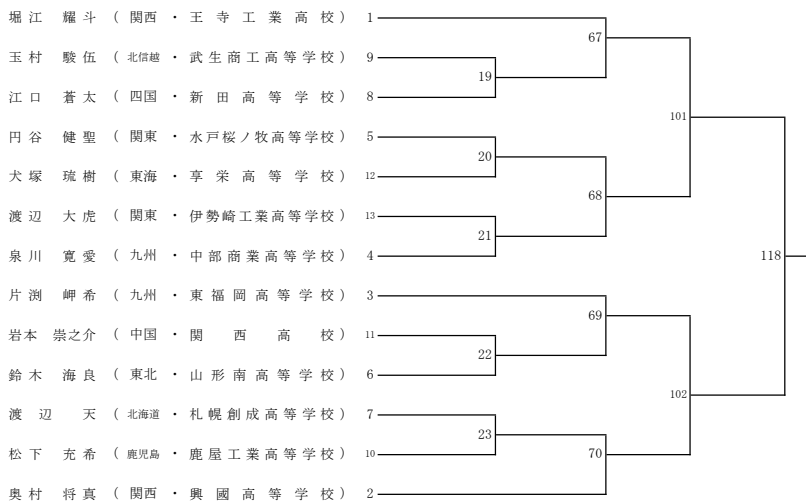 堀江 耀斗 (関西・王寺工業高校) 1
67
玉村 駿伍 (北信越・武生商工高等学校) 9
19
江口 蒼太 (四国・新田高等学校) 8
101
円谷 健聖 (関東・水戸桜ノ牧高等学校) 5
20
犬塚 琉樹 (東海・享栄高等学校) 12
68
渡辺 大虎 (関東・伊勢崎工業高等学校) 13
21
泉川 寛愛 (九州・中部商業高等学校) 4
118
片渕 岬希 (九州・東福岡高等学校) 3
69
岩本 崇之介 (中国・関西高校) 11
22
鈴木 海良 (東北・山形南高等学校) 6
102
渡辺 天 (北海道・札幌創成高等学校) 7
23
松下 充希 (鹿児島・鹿屋工業高等学校) 10
70
奥村 将真 (関西・興國高等学校) 2